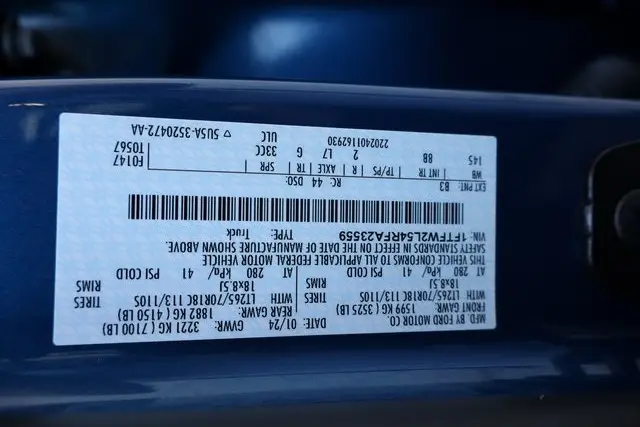 MFD. BY FORD MOTOR CO.
DATE: 01/24 GVWR: 3221 KG ( 7100 LB)
FRONT GAWR: 1599 KG ( 3525 LB) REAR GAWR: 1882 KG ( 4150 LB)
WITH LT265/70R18C 113/110S TIRES WITH LT265/70R18C 113/110S TIRES
18x8.5J RIMS 18x8.5J RIMS
AT 280 kPa/ 41 PSI COLD AT 280 kPa/ 41 PSI COLD
THIS VEHICLE CONFORMS TO ALL APPLICABLE FEDERAL MOTOR VEHICLE
SAFETY STANDARDS IN EFFECT ON THE DATE OF MANUFACTURE SHOWN ABOVE.
VIN: 1FTFW2L54RFA23559 TYPE: Truck
EXT PNT: B3 RC: 44 DSO: F0147
WB INT TR TP/PS R AXLE TR SPR T0567
145 8B 2 L7 G 33CC
2202401162930 ULC ▽ 5USA-3520472-AA